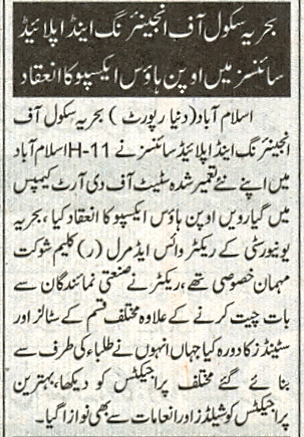 بحریہ سکول آف انجینئرنگ اینڈ اپلائیڈ
سائنسز میں اوپن ہاؤس ایکسپو کا انعقاد
اسلام آباد (دنیا رپورٹ) بحریہ سکول آف
انجینئرنگ اینڈ اپلائیڈ سائنسز نے H-11 اسلام آباد
میں اپنے نئے تعمیر شدہ سٹیٹ آف دی آرٹ کیمپس
میں گیارویں اوپن ہاؤس ایکسپو کا انعقاد کیا، بحریہ
یونیورسٹی کے ریکٹر وائس ایڈمرل (ر) کلیم شوکت
مہمان خصوصی تھے، ریکٹر نے صنعتی نمائندگان سے
بات چیت کرنے کے علاوہ مختلف قسم کے سٹالز اور
سٹینڈز کا دورہ کیا جہاں انہوں نے طلباء کی طرف سے
بنائے گئے مختلف پراجیکٹس کو دیکھا، بہترین
پراجیکٹس کو شیلڈز اور انعامات سے بھی نوازا گیا۔